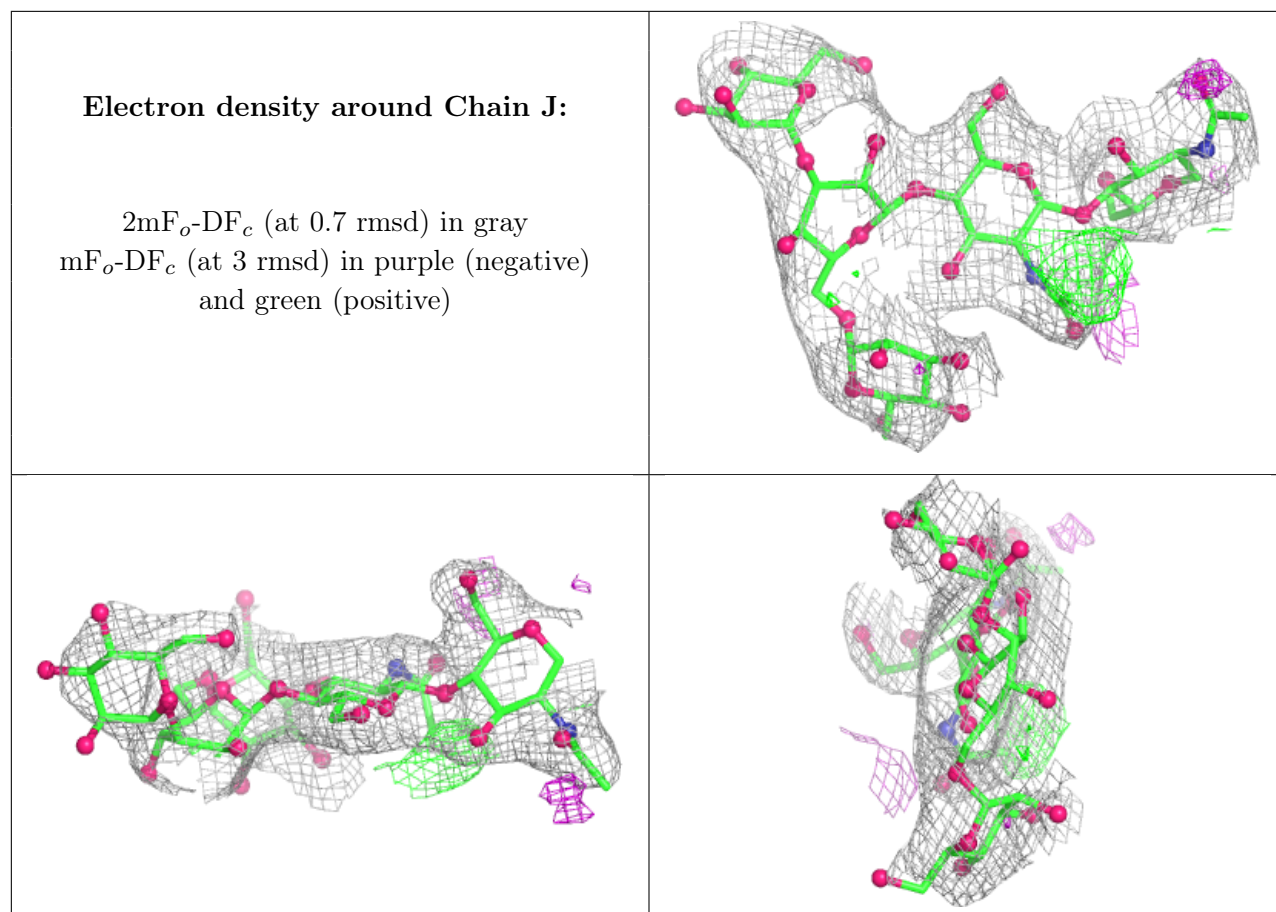 Electron density around Chain J:
2mFo-DFc (at 0.7 rmsd) in gray
mFo-DFc (at 3 rmsd) in purple (negative)
and green (positive)